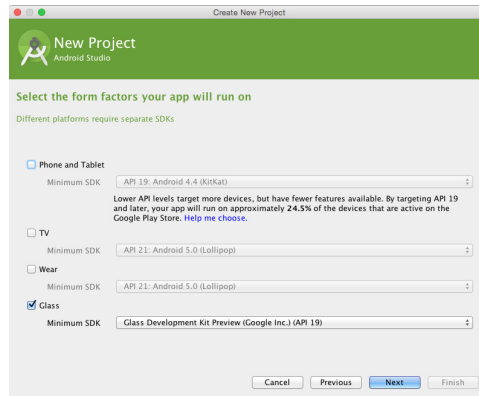 Create New Project
New Project
Android Studio
Select the form factors your app will run on
Different platforms require separate SDKs
Phone and Tablet
Minimum SDK API 19: Android 4.4 (KitKat)
Lower API levels target more devices, but have fewer features available. By targeting API 19
and later, your app will run on approximately 24.5% of the devices that are active on the
Google Play Store. Help me choose.
TV
Minimum SDK API 21: Android 5.0 (Lollipop)
Wear
Minimum SDK API 21: Android 5.0 (Lollipop)
Glass
Minimum SDK Glass Development Kit Preview (Google Inc.) (API 19)
Cancel Previous Next Finish